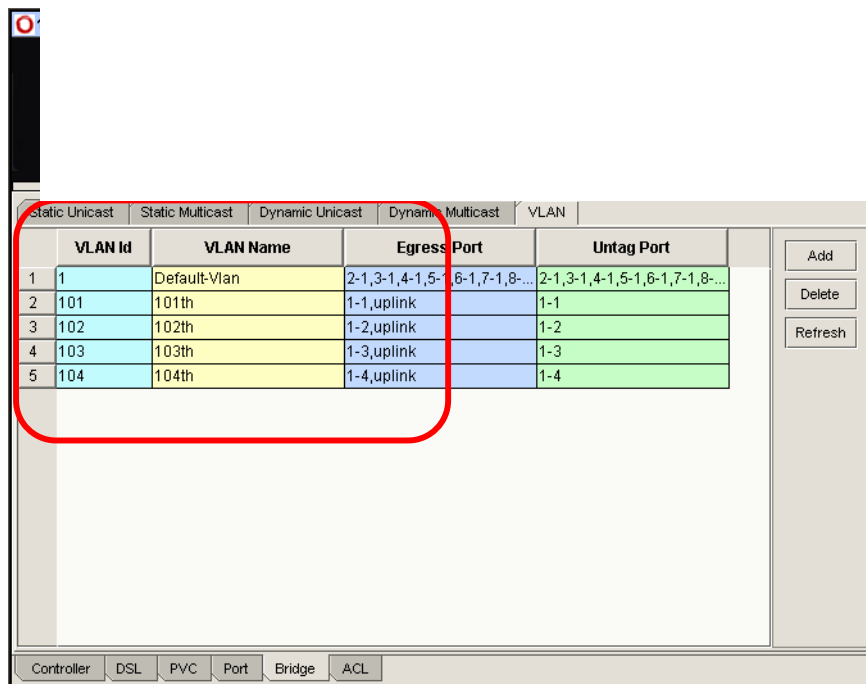 Static Unicast Static Multicast Dynamic Unicast Dynamic Multicast VLAN
VLAN Id VLAN Name Egress Port Untag Port
1 1 Default-Vlan 2-1,3-1,4-1,5-1,6-1,7-1,8-... 2-1,3-1,4-1,5-1,6-1,7-1,8-...
2 101 101th 1-1,uplink 1-1
3 102 102th 1-2,uplink 1-2
4 103 103th 1-3,uplink 1-3
5 104 104th 1-4,uplink 1-4
Add
Delete
Refresh
Controller DSL PVC Port Bridge ACL